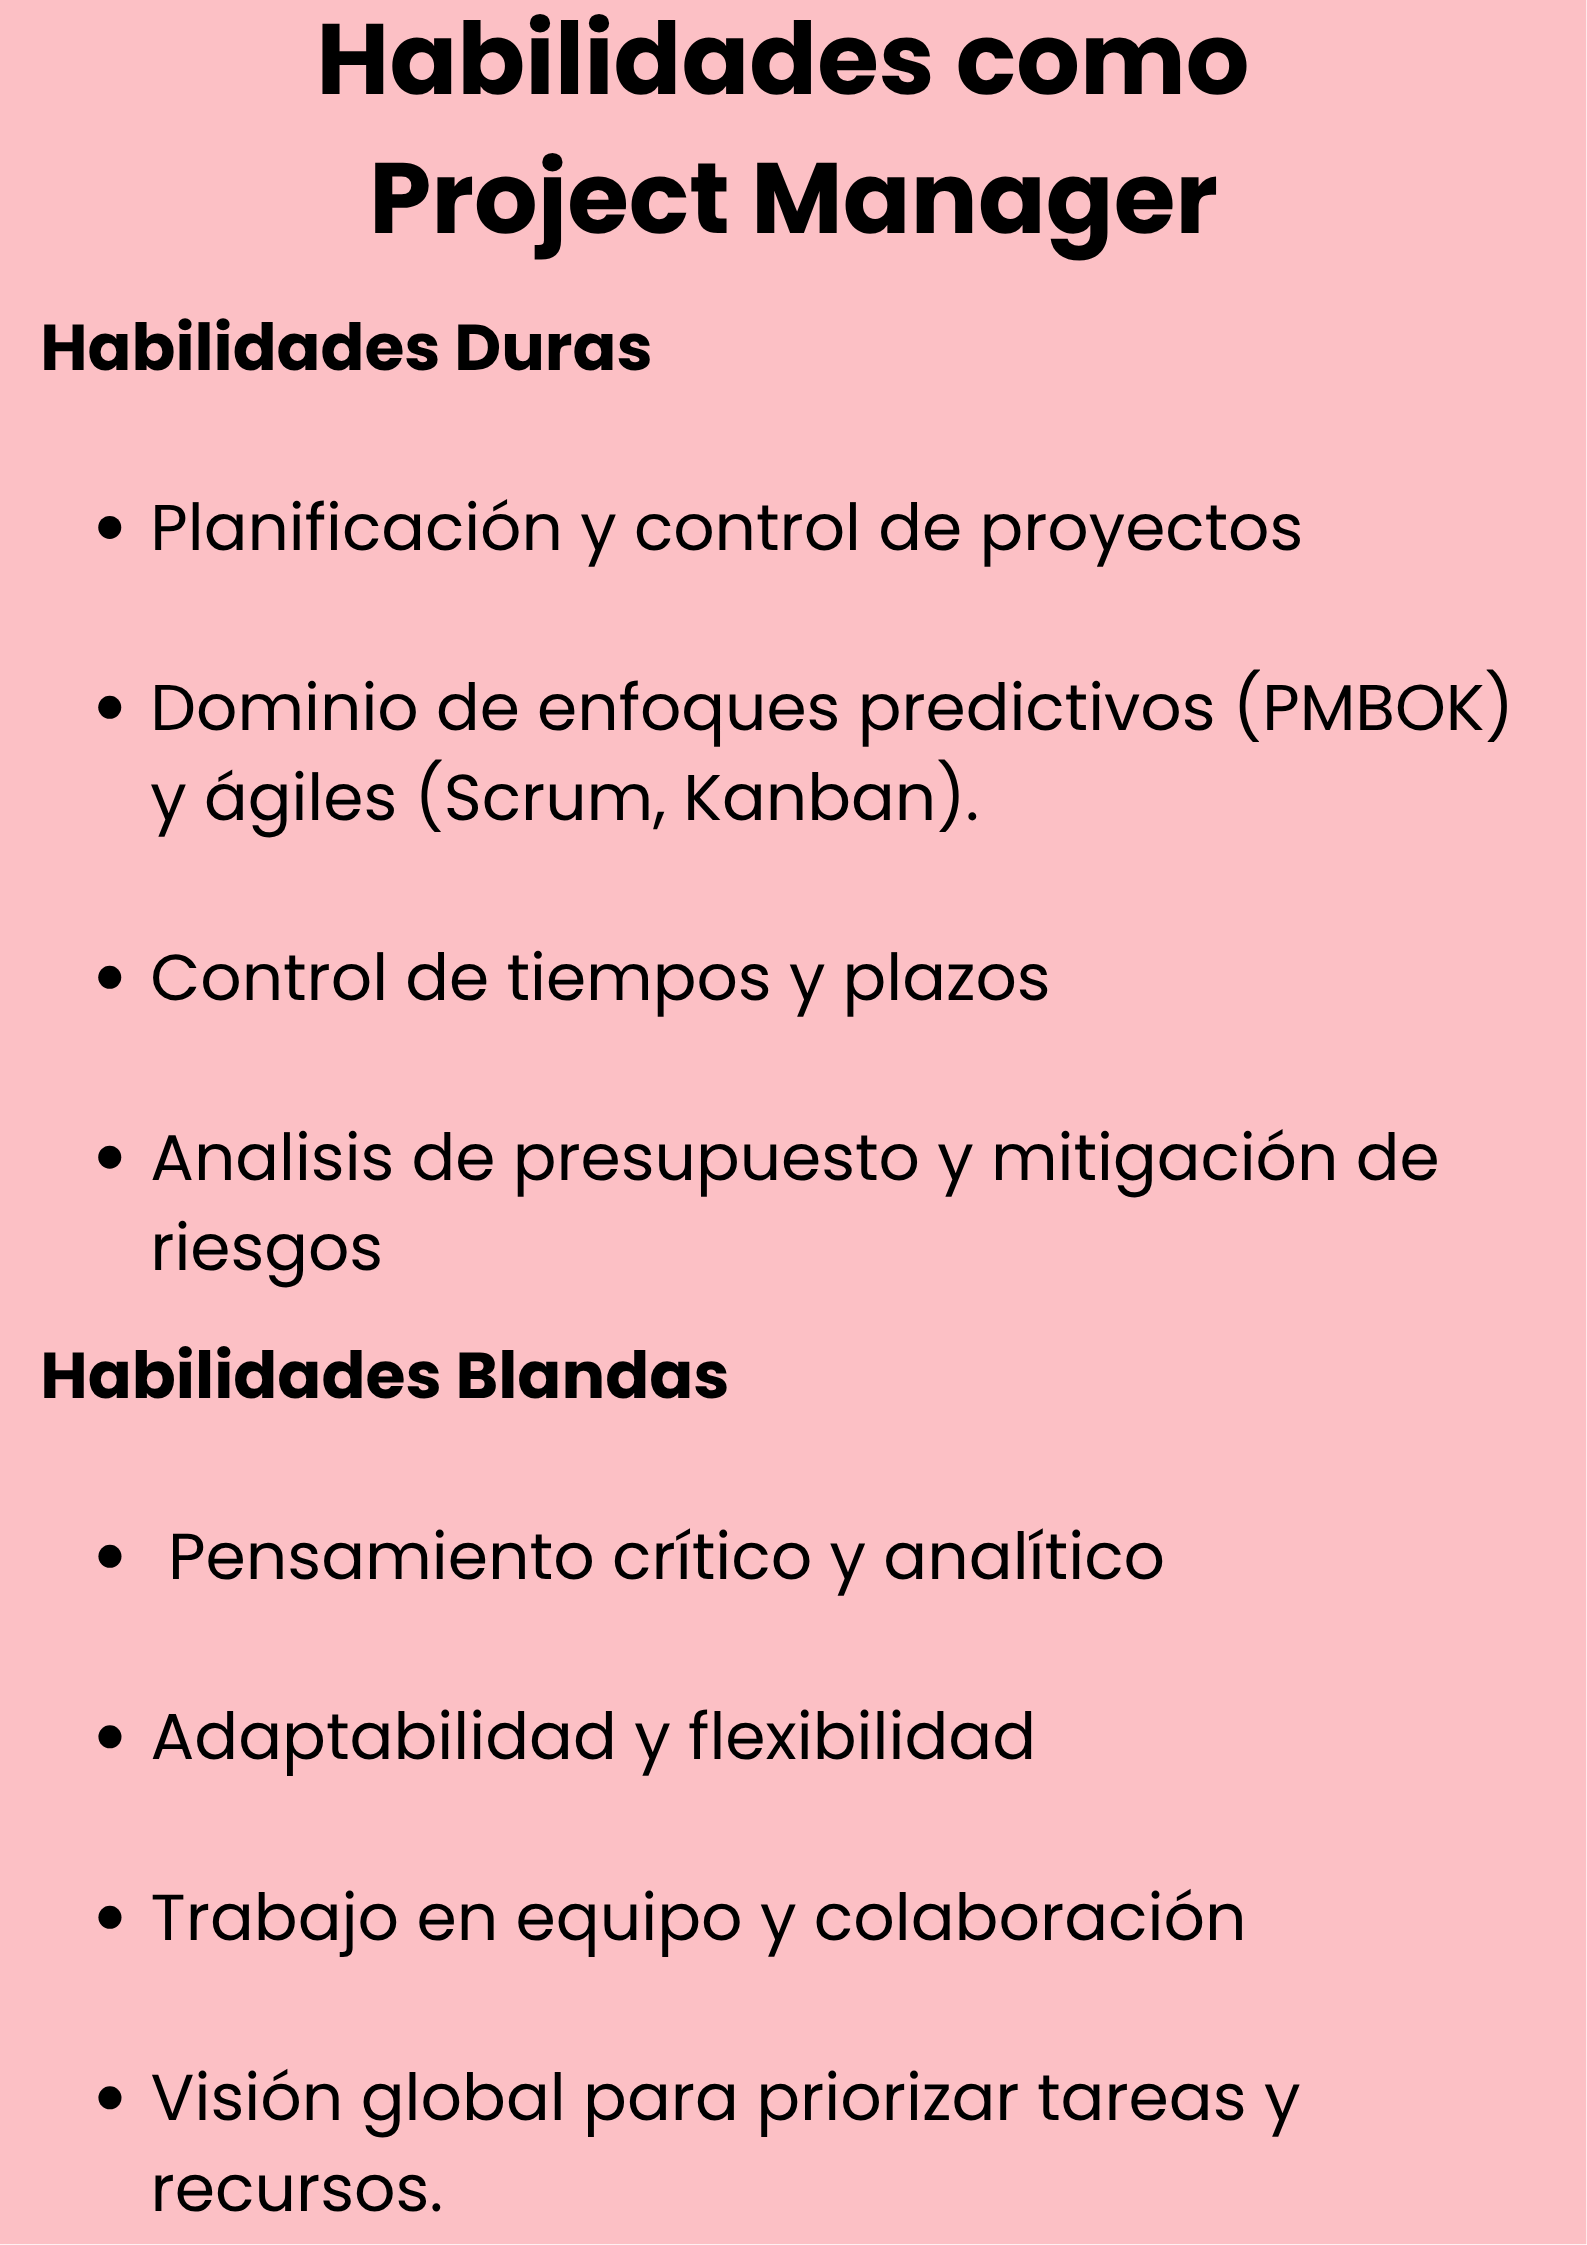 Habilidades como
Project Manager
Habilidades Duras
• Planificación y control de proyectos
• Dominio de enfoques predictivos (PMBOK)
y ágiles (Scrum, Kanban).
• Control de tiempos y plazos
• Analisis de presupuesto y mitigación de
riesgos
Habilidades Blandas
• Pensamiento crítico y analítico
• Adaptabilidad y flexibilidad
• Trabajo en equipo y colaboración
• Visión global para priorizar tareas y
recursos.